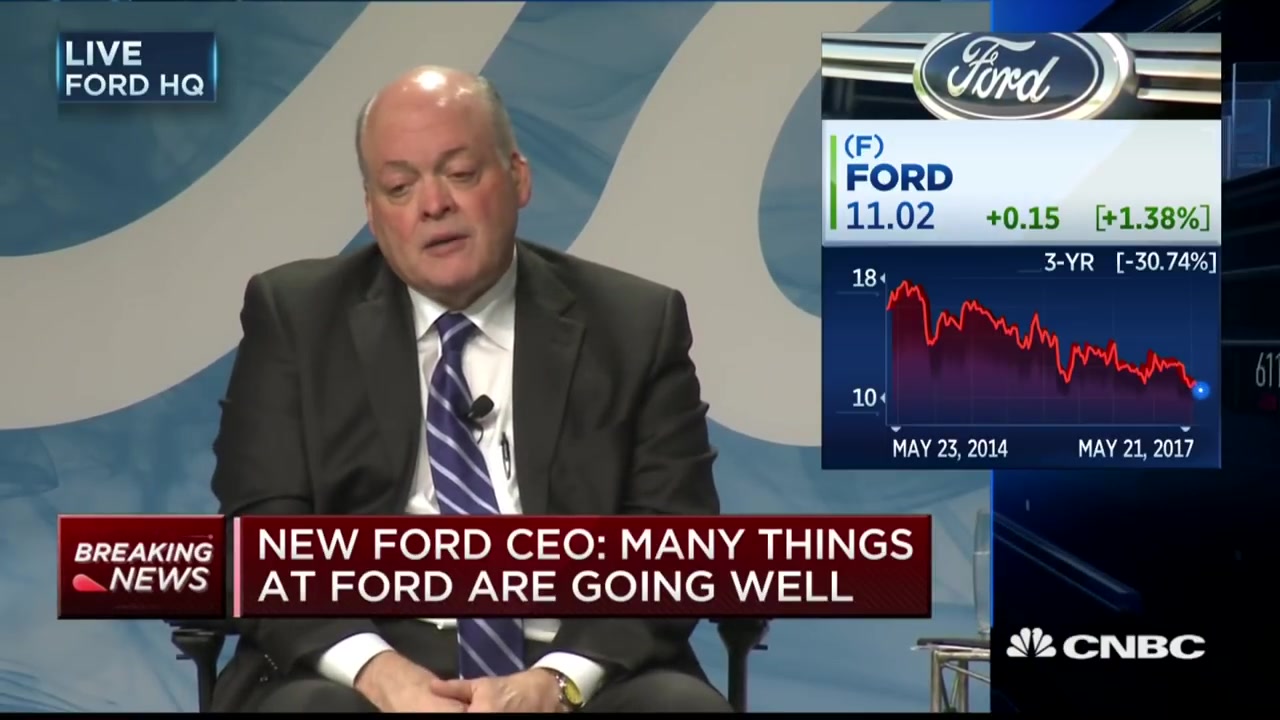 LIVE
FORD HQ
Ford
(F)
FORD
11.02 +0.15 [+1.38%]
3-YR [-30.74%]
18
10
MAY 23, 2014 MAY 21, 2017
611
BREAKING
NEWS
NEW FORD CEO: MANY THINGS
AT FORD ARE GOING WELL
CNBC